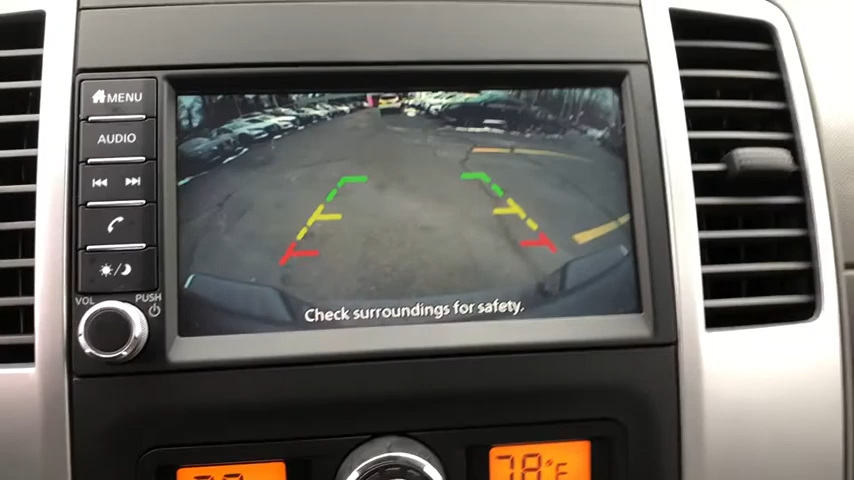 MENU
AUDIO
VOL
PUSH
Check surroundings for safety.
78°F